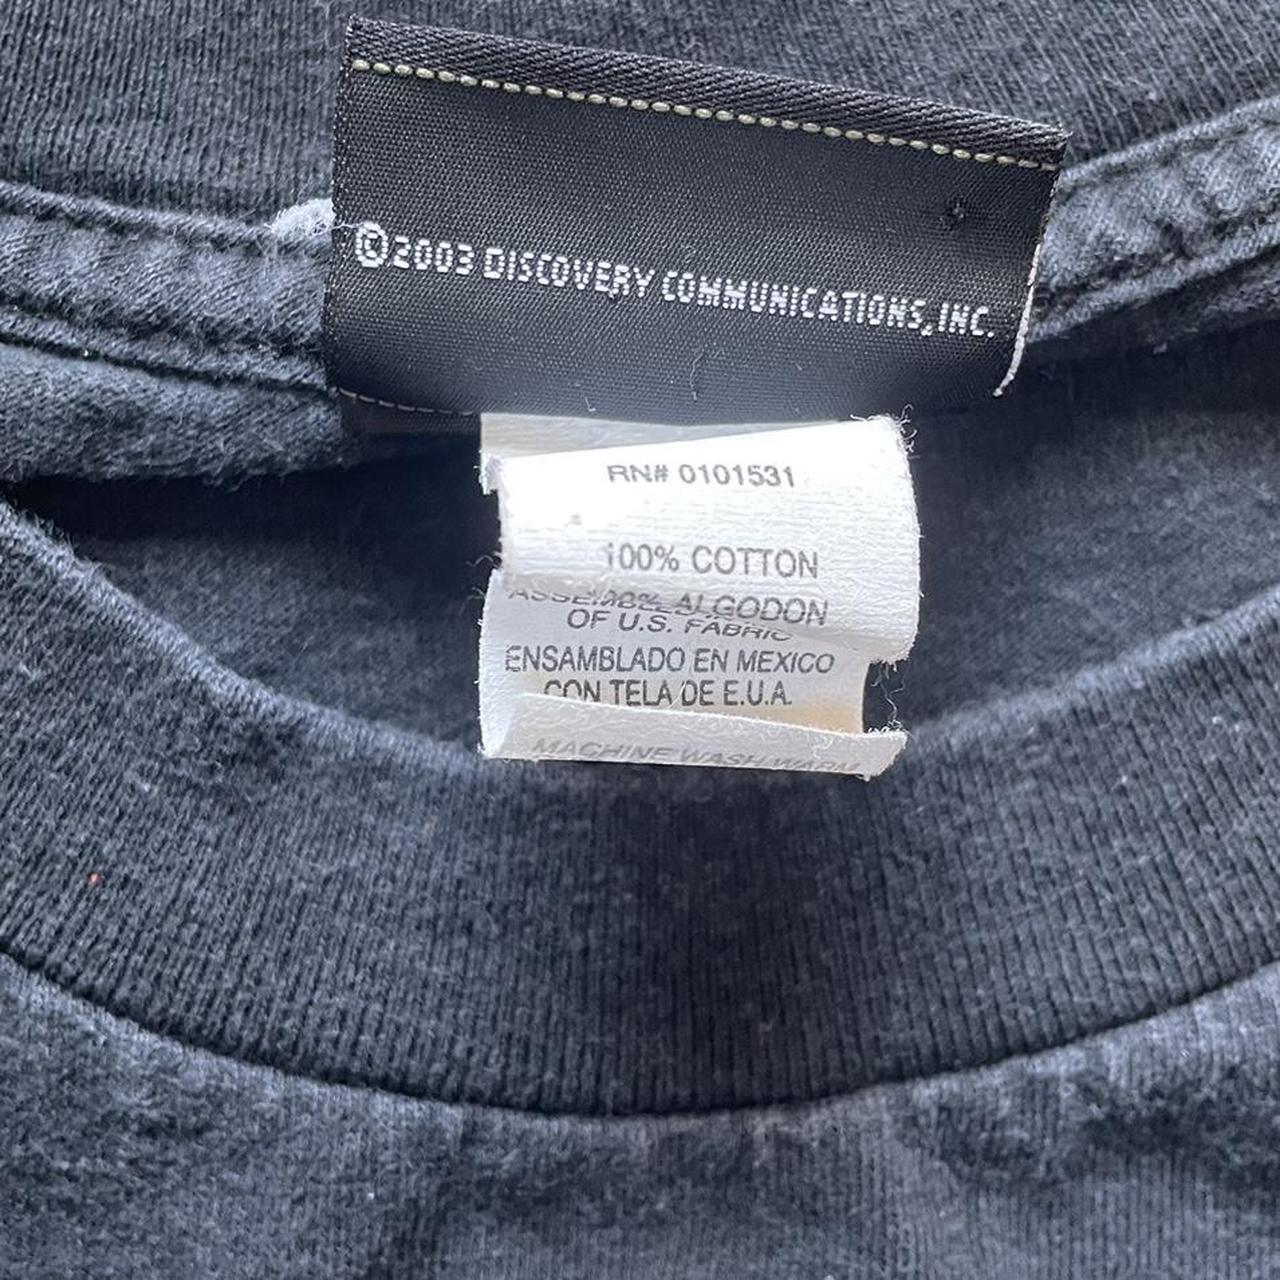 ©2003 DISCOVERY COMMUNICATIONS, INC.
RN# 0101531
100% COTTON
100% ALGODON
OF U.S. FABRIC
ENSAMBLADO EN MEXICO
CON TELA DE E.U.A.
MACHINE WASH WARM